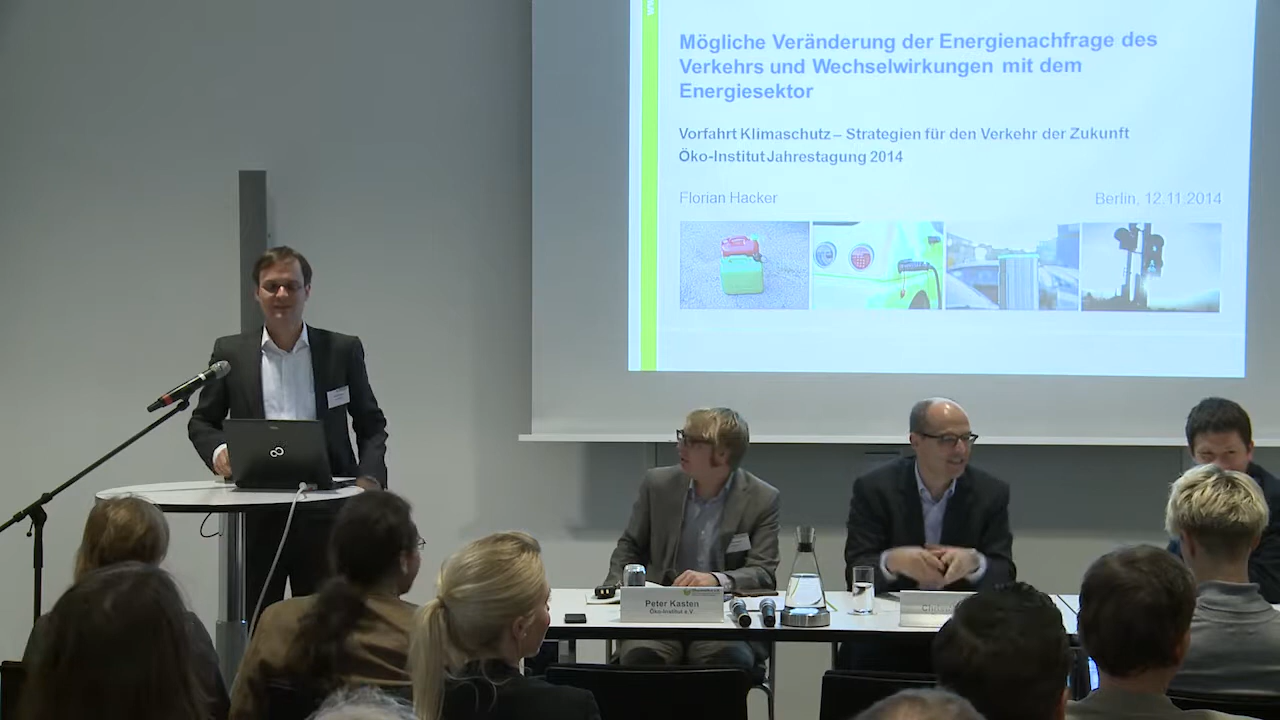 Mögliche Veränderung der Energienachfrage des
Verkehrs und Wechselwirkungen mit dem
Energiesektor
Vorfahrt Klimaschutz – Strategien für den Verkehr der Zukunft
Öko-Institut Jahrestagung 2014
Florian Hacker
Berlin, 12.11.2014
Peter Kasten
Öko-Institut e.V.